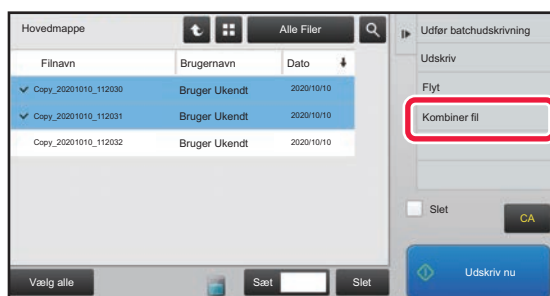 Hovedmappe
Alle Filer
Filnavn Brugernavn Dato
Copy_20201010_112030 Bruger Ukendt 2020/10/10
Copy_20201010_112031 Bruger Ukendt 2020/10/10
Copy_20201010_112032 Bruger Ukendt 2020/10/10
Vælg alle Sæt Slet
Udfør batchudskrivning
Udskriv
Flyt
Kombiner fil
Slet
CA
Udskriv nu